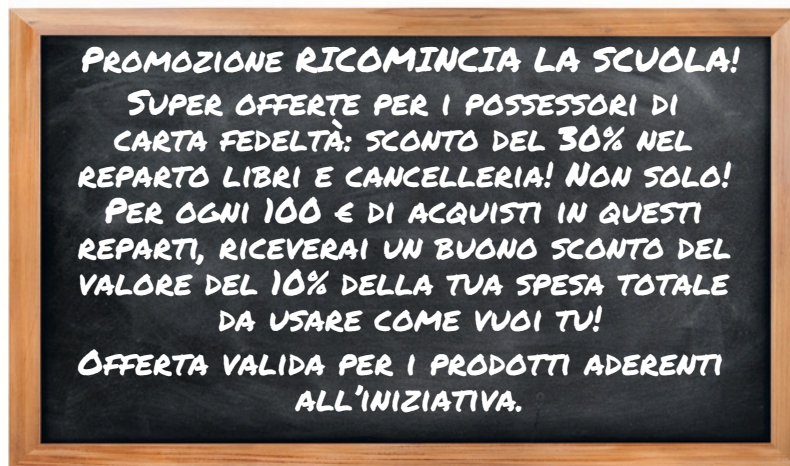 Promozione RICOMINCIA LA SCUOLA!
Super offerte per i possessori di
carta fedeltà: sconto del 30% nel
reparto libri e cancelleria! Non solo!
Per ogni 100 € di acquisti in questi
reparti, riceverai un buono sconto del
valore del 10% della tua spesa totale
da usare come vuoi tu!
Offerta valida per i prodotti aderenti
all'iniziativa.